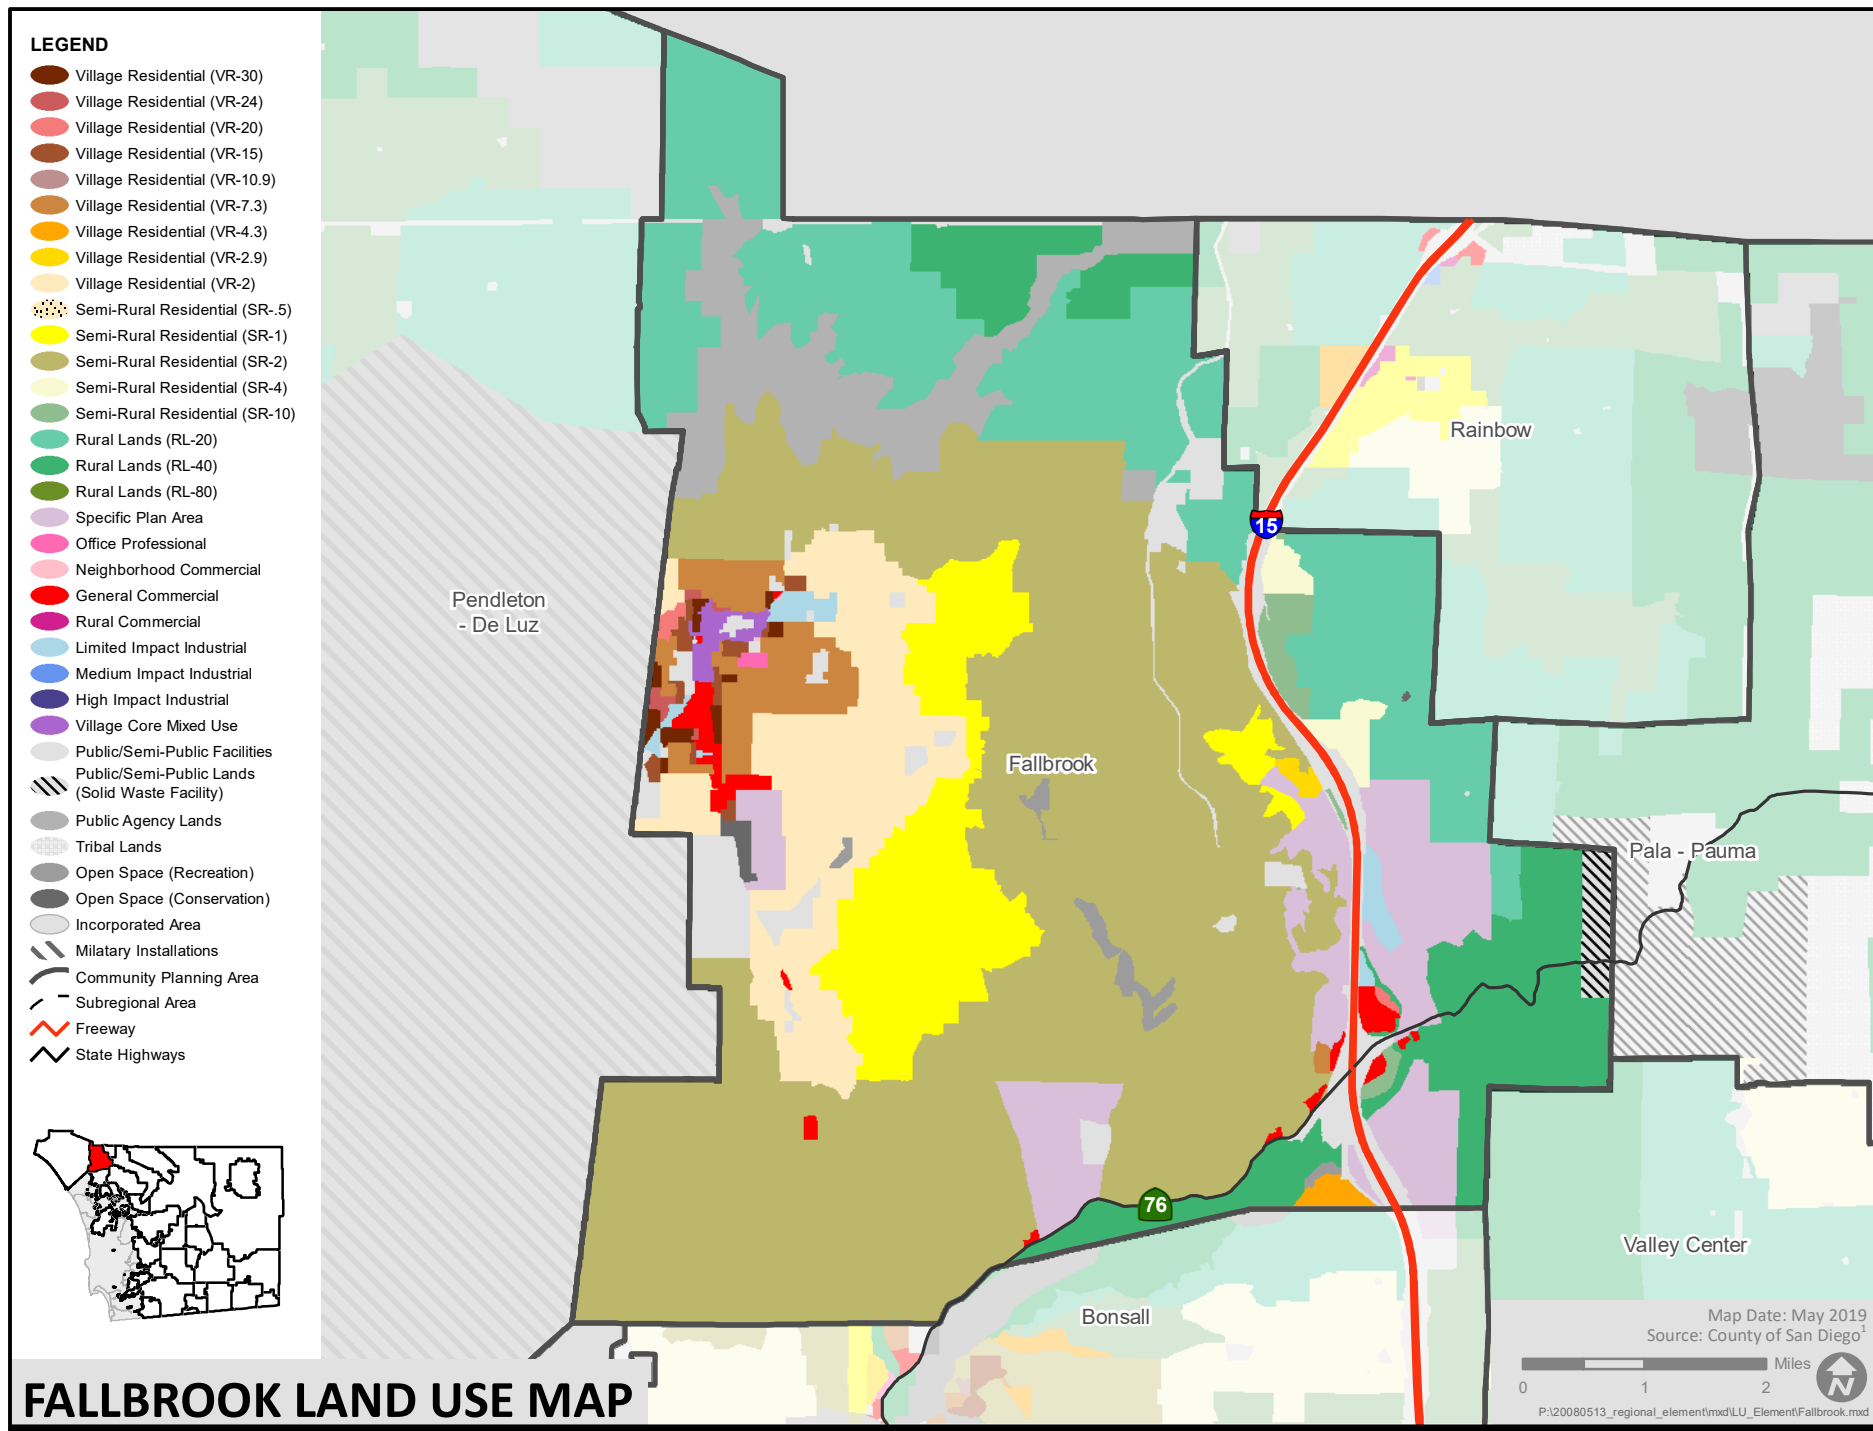 LEGEND
Village Residential (VR-30)
Village Residential (VR-24)
Village Residential (VR-20)
Village Residential (VR-15)
Village Residential (VR-10.9)
Village Residential (VR-7.3)
Village Residential (VR-4.3)
Village Residential (VR-2.9)
Village Residential (VR-2)
Semi-Rural Residential (SR-.5)
Semi-Rural Residential (SR-1)
Semi-Rural Residential (SR-2)
Semi-Rural Residential (SR-4)
Semi-Rural Residential (SR-10)
Rural Lands (RL-20)
Rural Lands (RL-40)
Rural Lands (RL-80)
Specific Plan Area
Office Professional
Neighborhood Commercial
General Commercial
Rural Commercial
Limited Impact Industrial
Medium Impact Industrial
High Impact Industrial
Village Core Mixed Use
Public/Semi-Public Facilities
Public/Semi-Public Lands
(Solid Waste Facility)
Public Agency Lands
Tribal Lands
Open Space (Recreation)
Open Space (Conservation)
Incorporated Area
Milatary Installations
Community Planning Area
Subregional Area
Freeway
State Highways
Rainbow
15
Pendleton
- De Luz
Fallbrook
Pala - Pauma
76
Valley Center
Bonsall
Map Date: May 2019
Source: County of San Diego1
Miles
0 1 2
N
P:\20080513_regional_element\mxd\LU_Element\Fallbrook.mxd
FALLBROOK LAND USE MAP